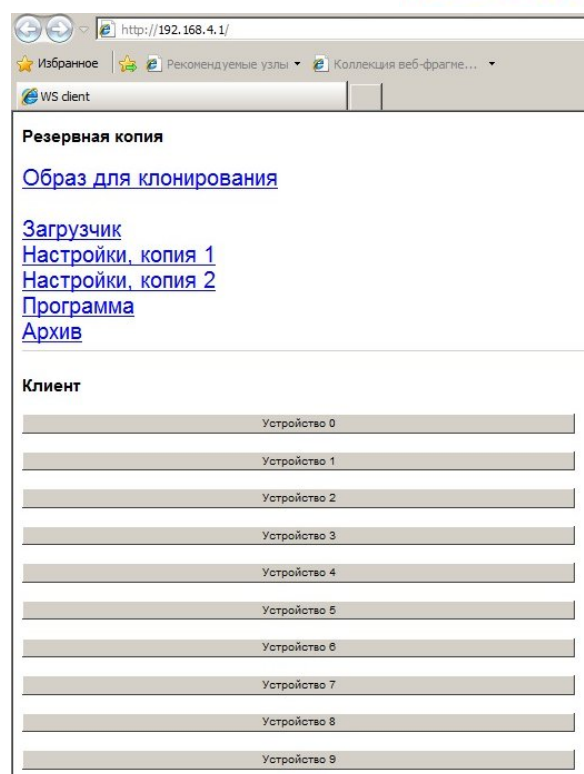 http://192.168.4.1/
Избранное Рекомендуемые узлы Коллекция веб-фрагме...
WS client
Резервная копия
Образ для клонирования
Загрузчик
Настройки, копия 1
Настройки, копия 2
Программа
Архив
Клиент
Устройство 0
Устройство 1
Устройство 2
Устройство 3
Устройство 4
Устройство 5
Устройство 6
Устройство 7
Устройство 8
Устройство 9